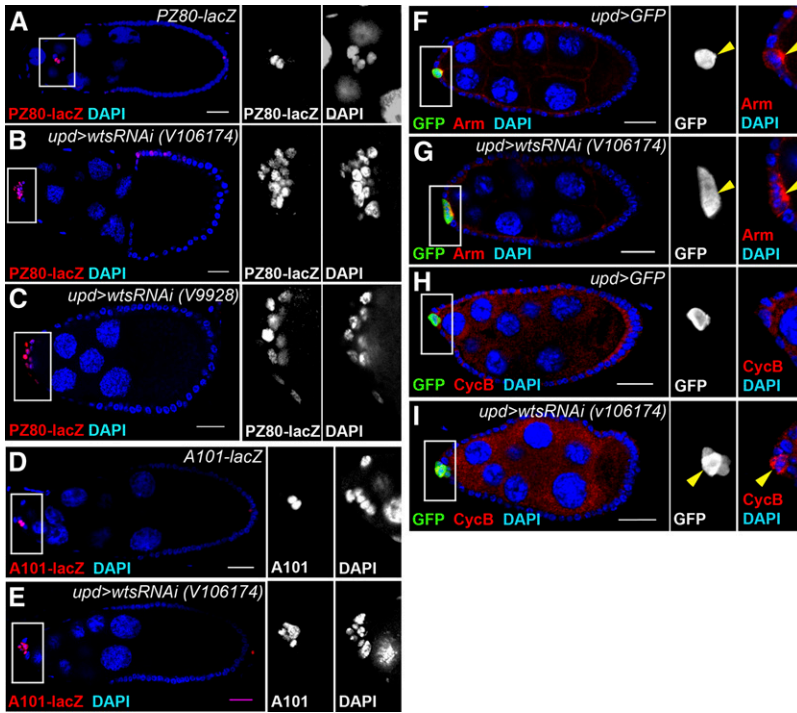 A
PZ80-lacZ
PZ80-lacZ DAPI
PZ80-lacZ
DAPI
B
upd>wtsRNAi (V106174)
PZ80-lacZ DAPI
PZ80-lacZ
DAPI
C
upd>wtsRNAi (V9928)
PZ80-lacZ DAPI
PZ80-lacZ
DAPI
D
A101-lacZ
A101-lacZ DAPI
A101
DAPI
E
upd>wtsRNAi (V106174)
A101-lacZ DAPI
A101
DAPI
F
upd>GFP
GFP Arm DAPI
GFP
Arm
DAPI
G
upd>wtsRNAi (V106174)
GFP Arm DAPI
GFP
Arm
DAPI
H
upd>GFP
GFP CycB DAPI
GFP
CycB
DAPI
I
upd>wtsRNAi (v106174)
GFP CycB DAPI
GFP
CycB
DAPI